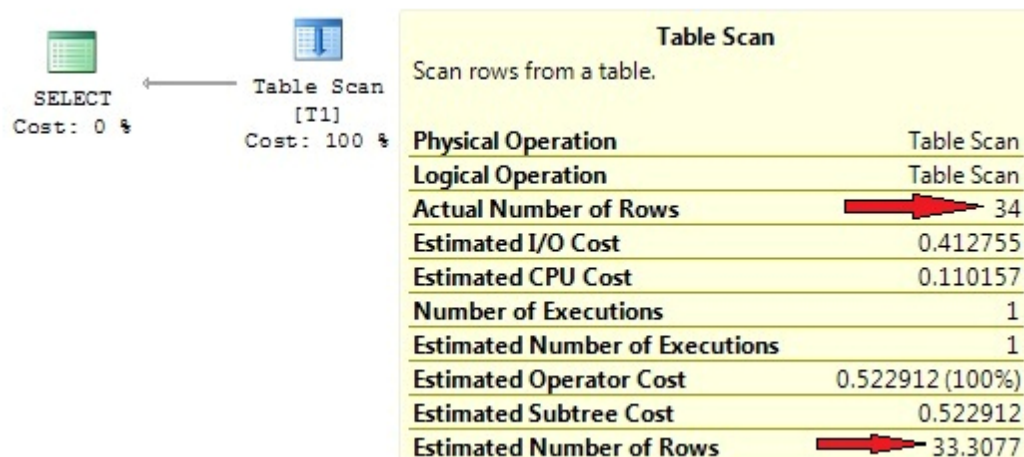 SELECT
Cost: 0 %
Table Scan
[T1]
Cost: 100 %
Table Scan
Scan rows from a table.
Physical Operation Table Scan
Logical Operation Table Scan
Actual Number of Rows 34
Estimated I/O Cost 0.412755
Estimated CPU Cost 0.110157
Number of Executions 1
Estimated Number of Executions 1
Estimated Operator Cost 0.522912 (100%)
Estimated Subtree Cost 0.522912
Estimated Number of Rows 33.3077